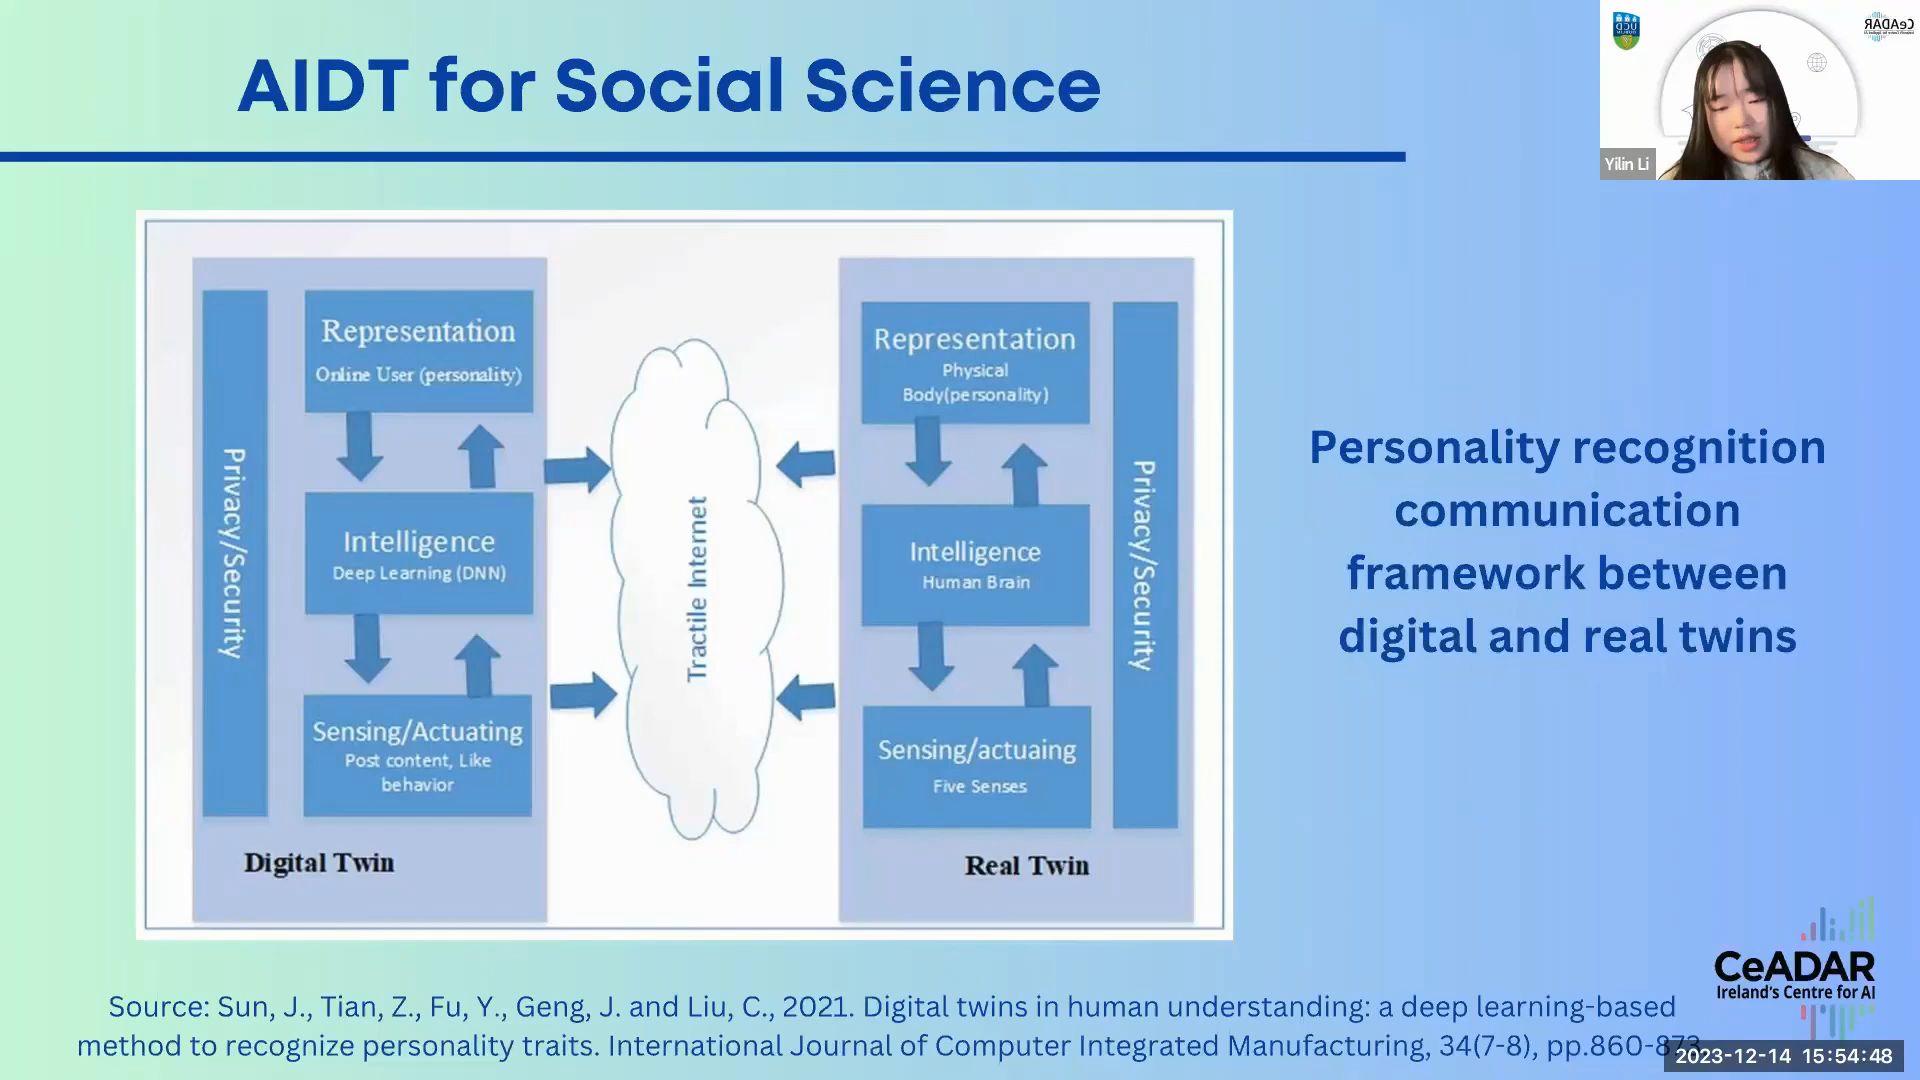 AIDT for Social Science
UCD
DUBLIN
CeADAR
Yilin Li
Privacy/Security
Representation
Online User (personality)
Intelligence
Deep Learning (DNN)
Sensing/Actuating
Post content, Like
behavior
Digital Twin
Tractile Internet
Representation
Physical
Body(personality)
Intelligence
Human Brain
Sensing/actuaing
Five Senses
Privacy/Security
Real Twin
Personality recognition
communication
framework between
digital and real twins
CeADAR
Ireland's Centre for AI
Source: Sun, J., Tian, Z., Fu, Y., Geng, J. and Liu, C., 2021. Digital twins in human understanding: a deep learning-based
method to recognize personality traits. International Journal of Computer Integrated Manufacturing, 34(7-8), pp.860-873
2023-12-14 15:54:48